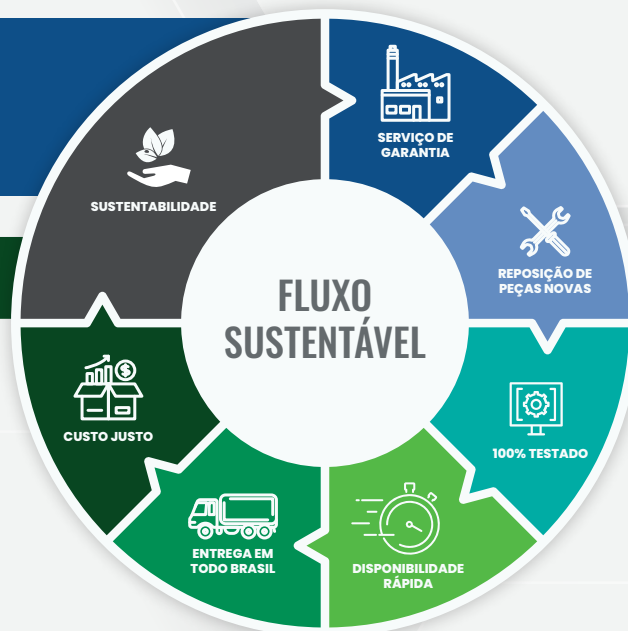 SERVIÇO DE
GARANTIA
REPOSIÇÃO DE
PEÇAS NOVAS
100% TESTADO
DISPONIBILIDADE
RÁPIDA
ENTREGA EM
TODO BRASIL
CUSTO JUSTO
SUSTENTABILIDADE
FLUXO
SUSTENTÁVEL